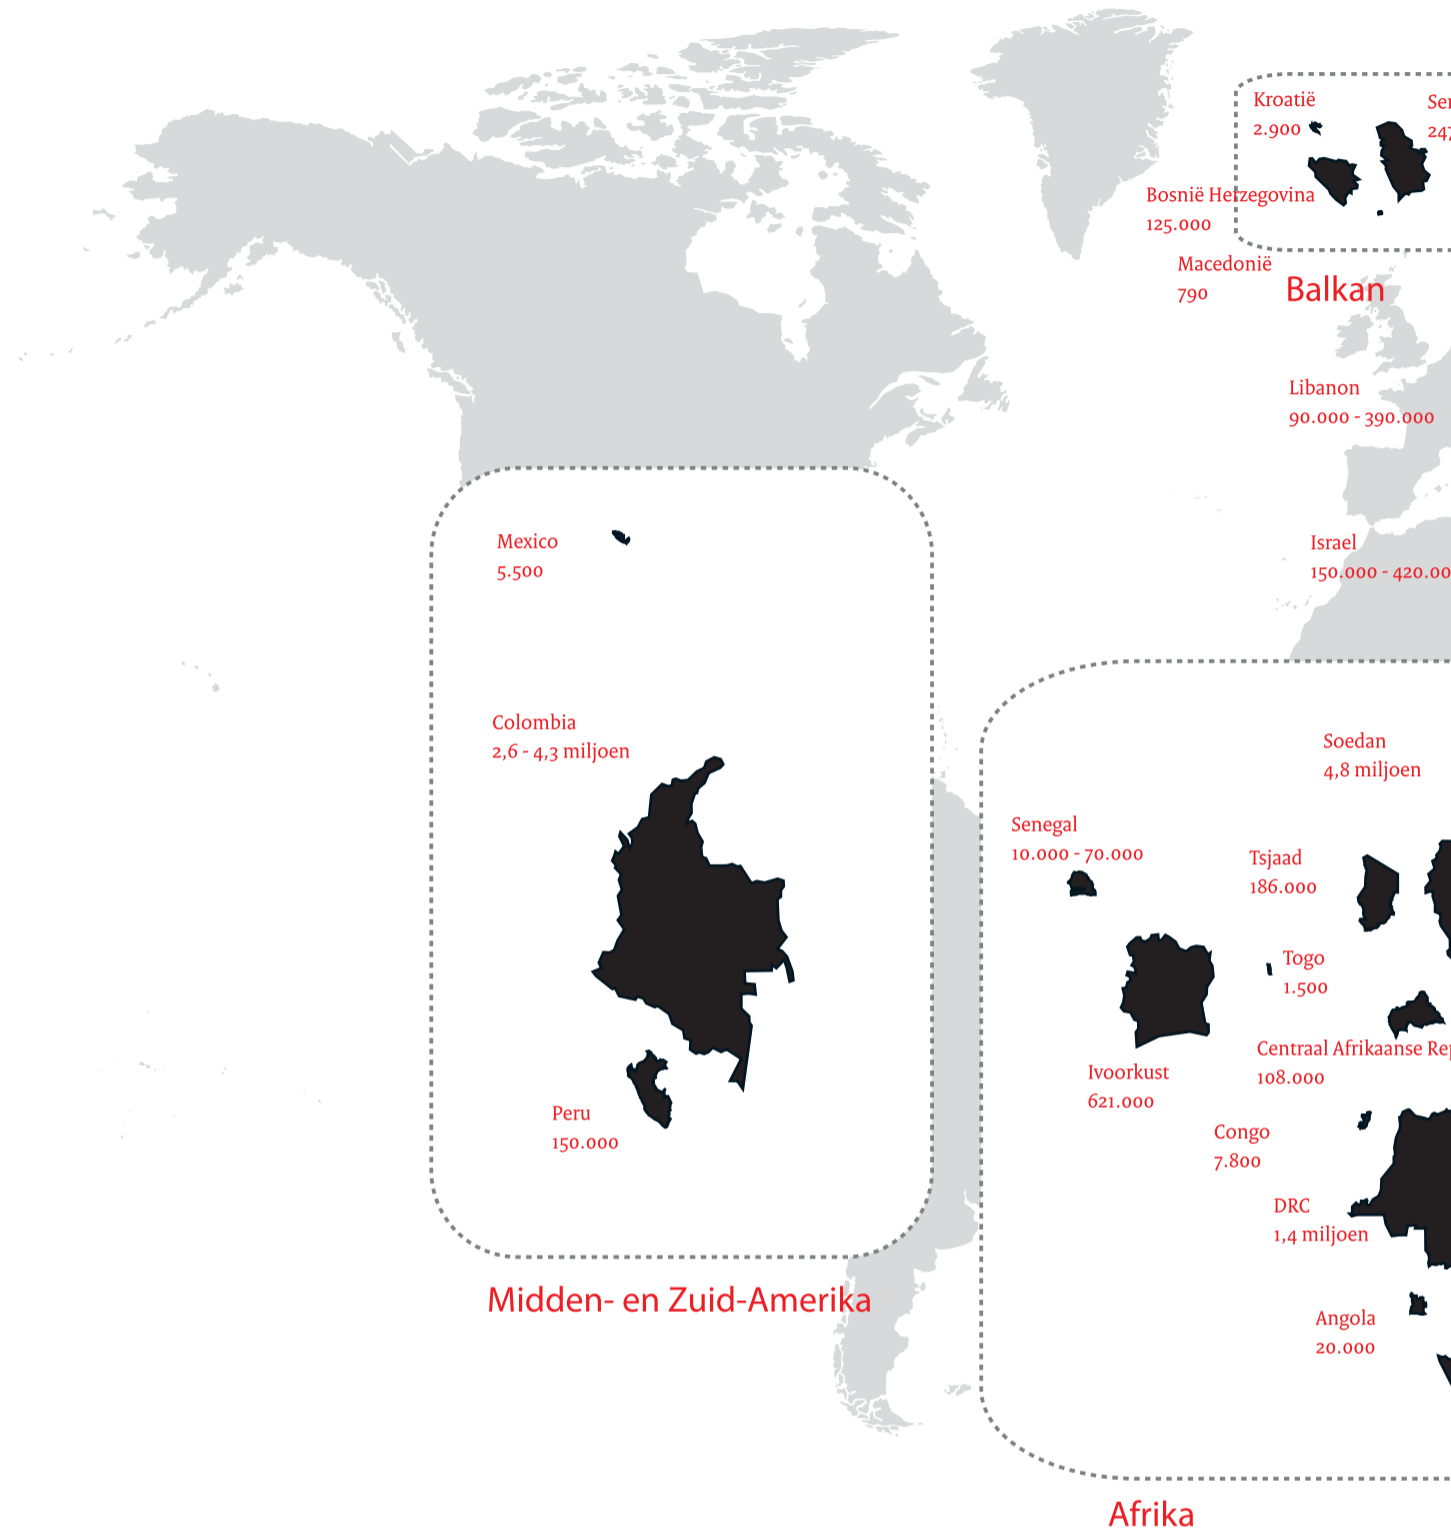 Kroatië
2.900
Bosnië Herzegovina
125.000
Macedonië
790
Balkan
Libanon
90.000 - 390.000
Israel
Mexico
5.500
Colombia
2,6 - 4,3 miljoen
Peru
150.000
Midden- en Zuid-Amerika
Soedan
4,8 miljoen
Senegal
10.000 - 70.000
Tsjaad
186.000
Togo
1.500
Centraal Afrikaanse
108.000
Ivoorkust
621.000
Congo
7.800
DRC
1,4 miljoen
Angola
20.000
Afrika